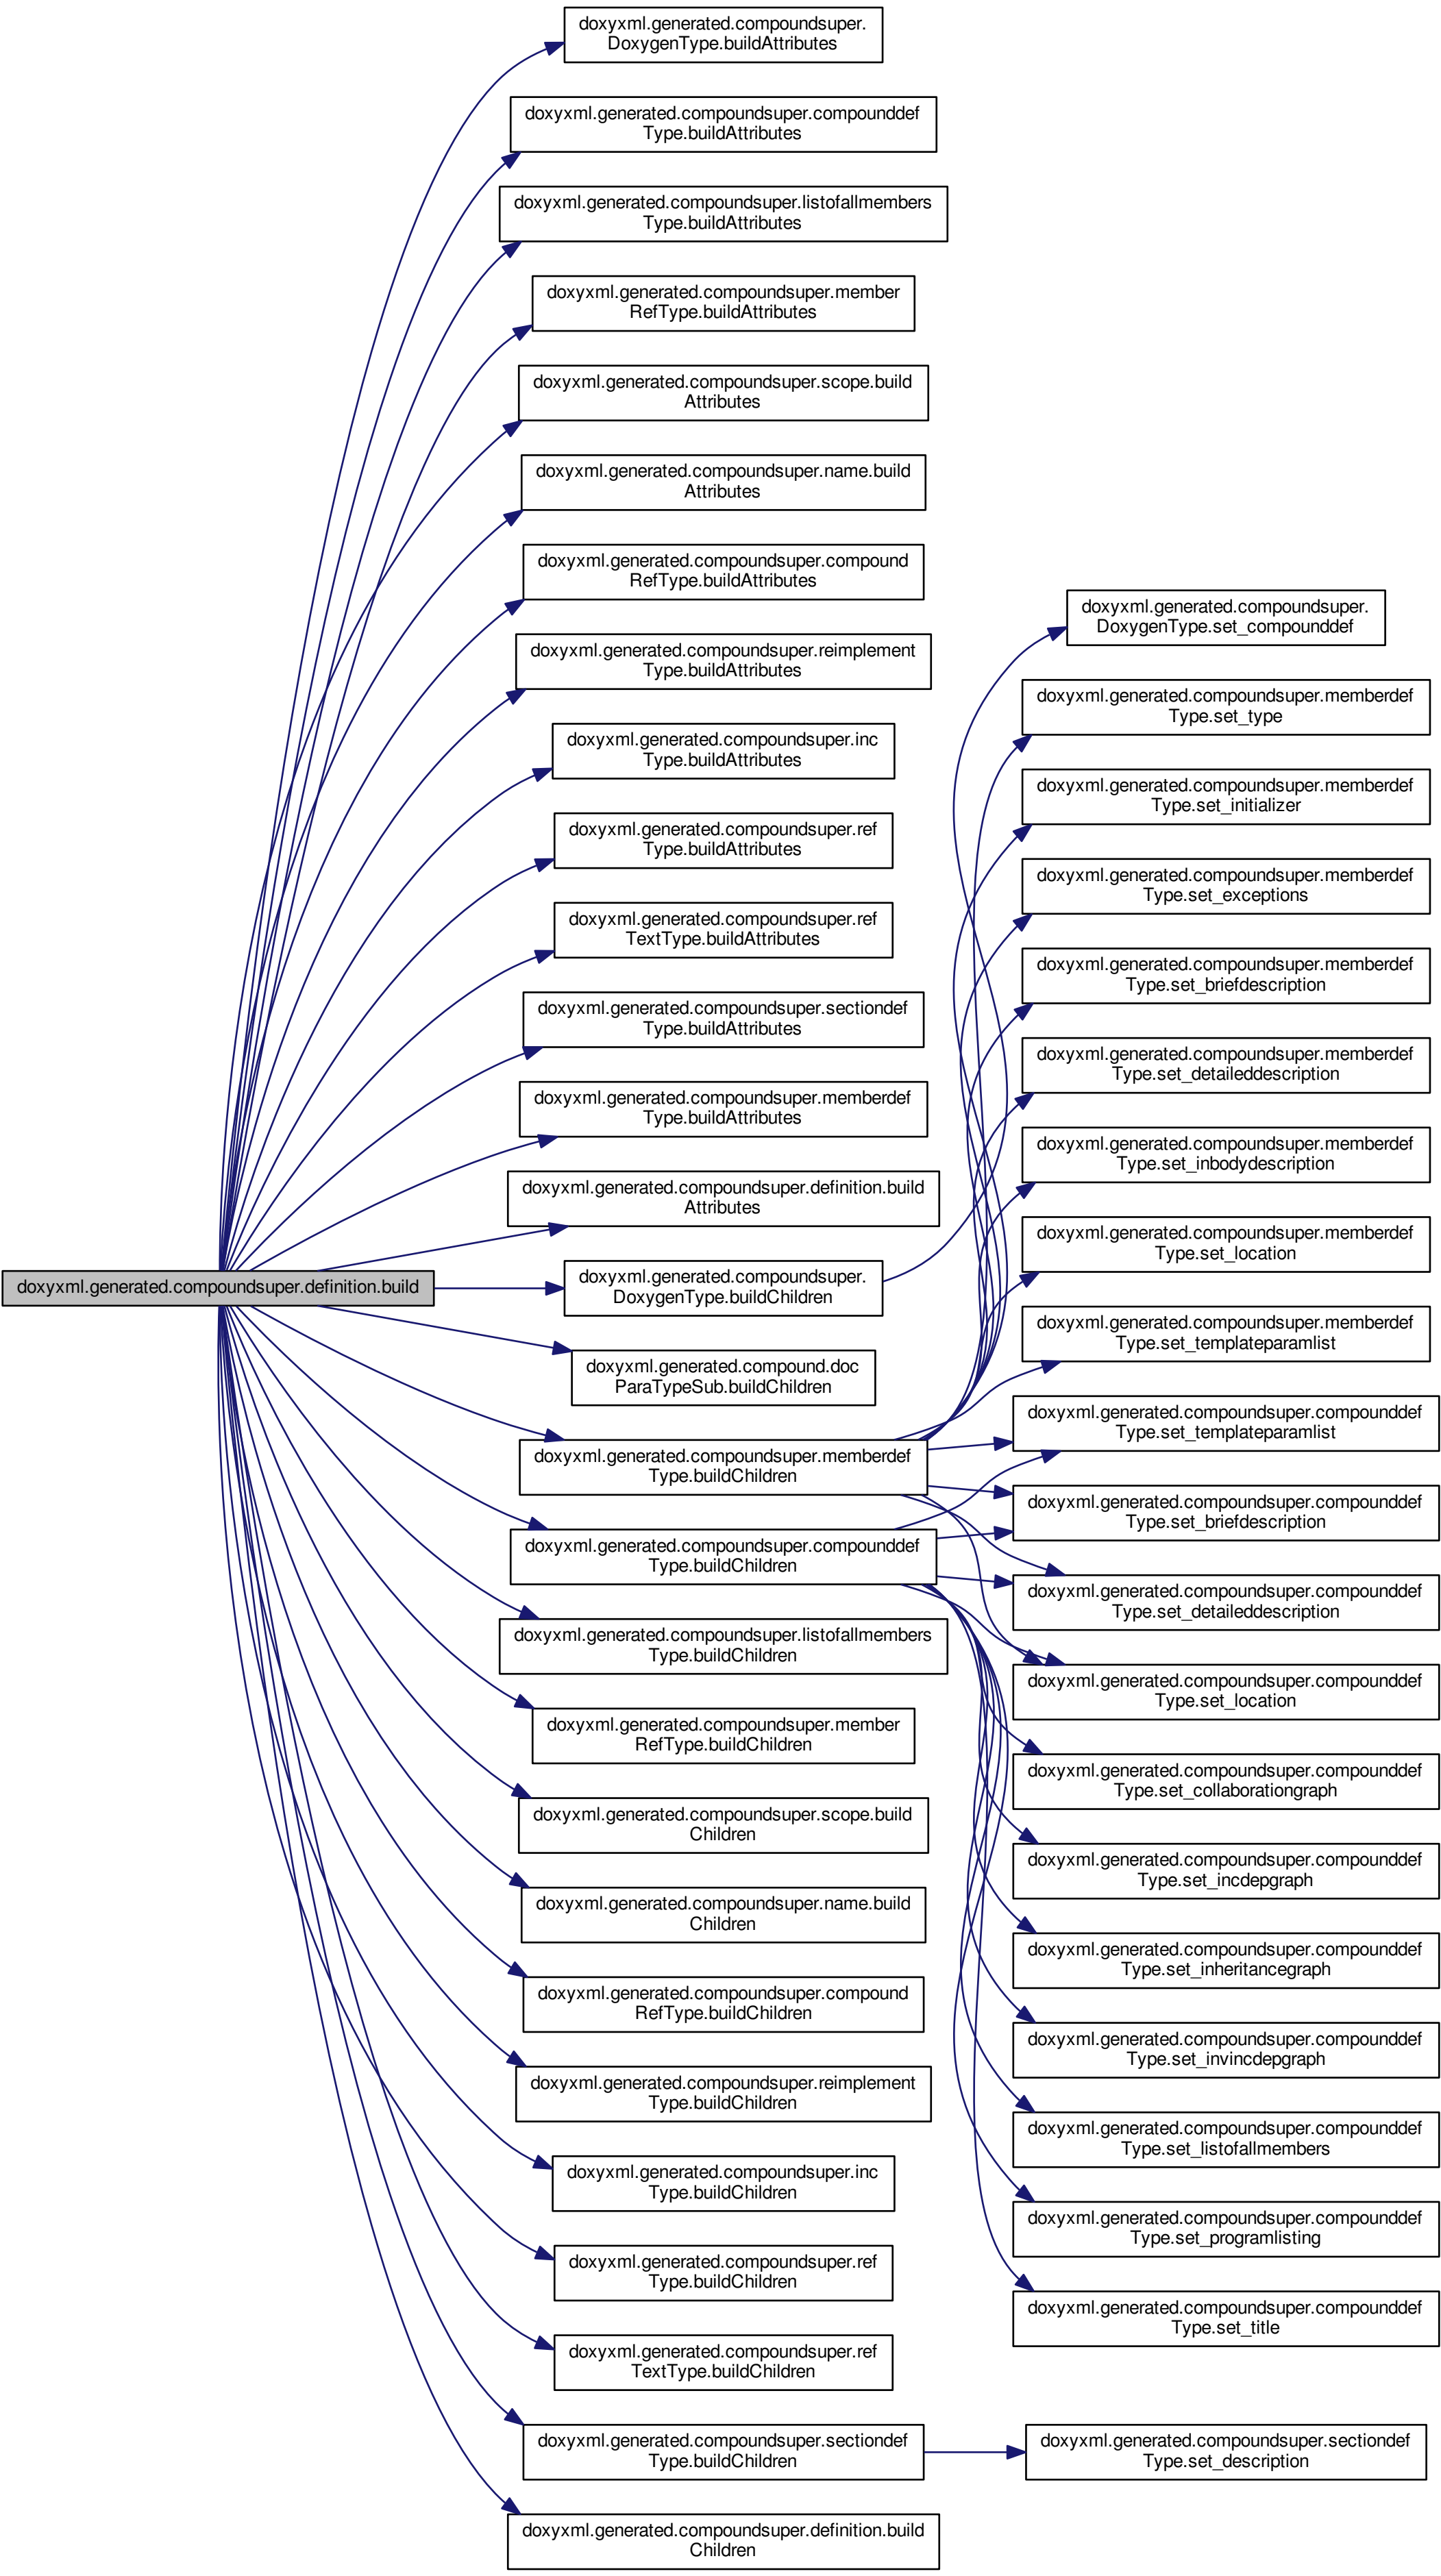 doxyxml.generated.compoundsuper.definition.build
doxyxml.generated.compoundsuper.
DoxygenType.buildAttributes
doxyxml.generated.compoundsuper.compounddef
Type.buildAttributes
doxyxml.generated.compoundsuper.listofallmembers
Type.buildAttributes
doxyxml.generated.compoundsuper.member
RefType.buildAttributes
doxyxml.generated.compoundsuper.scope.build
Attributes
doxyxml.generated.compoundsuper.name.build
Attributes
doxyxml.generated.compoundsuper.compound
RefType.buildAttributes
doxyxml.generated.compoundsuper.reimplement
Type.buildAttributes
doxyxml.generated.compoundsuper.inc
Type.buildAttributes
doxyxml.generated.compoundsuper.ref
Type.buildAttributes
doxyxml.generated.compoundsuper.ref
TextType.buildAttributes
doxyxml.generated.compoundsuper.sectiondef
Type.buildAttributes
doxyxml.generated.compoundsuper.memberdef
Type.buildAttributes
doxyxml.generated.compoundsuper.definition.build
Attributes
doxyxml.generated.compoundsuper.
DoxygenType.buildChildren
doxyxml.generated.compound.doc
ParaTypeSub.buildChildren
doxyxml.generated.compoundsuper.memberdef
Type.buildChildren
doxyxml.generated.compoundsuper.compounddef
Type.buildChildren
doxyxml.generated.compoundsuper.listofallmembers
Type.buildChildren
doxyxml.generated.compoundsuper.member
RefType.buildChildren
doxyxml.generated.compoundsuper.scope.build
Children
doxyxml.generated.compoundsuper.name.build
Children
doxyxml.generated.compoundsuper.compound
RefType.buildChildren
doxyxml.generated.compoundsuper.reimplement
Type.buildChildren
doxyxml.generated.compoundsuper.inc
Type.buildChildren
doxyxml.generated.compoundsuper.ref
Type.buildChildren
doxyxml.generated.compoundsuper.ref
TextType.buildChildren
doxyxml.generated.compoundsuper.sectiondef
Type.buildChildren
doxyxml.generated.compoundsuper.definition.build
Children
doxyxml.generated.compoundsuper.
DoxygenType.set_compounddef
doxyxml.generated.compoundsuper.memberdef
Type.set_type
doxyxml.generated.compoundsuper.memberdef
Type.set_initializer
doxyxml.generated.compoundsuper.memberdef
Type.set_exceptions
doxyxml.generated.compoundsuper.memberdef
Type.set_briefdescription
doxyxml.generated.compoundsuper.memberdef
Type.set_detaileddescription
doxyxml.generated.compoundsuper.memberdef
Type.set_inbodydescription
doxyxml.generated.compoundsuper.memberdef
Type.set_location
doxyxml.generated.compoundsuper.memberdef
Type.set_templateparamlist
doxyxml.generated.compoundsuper.compounddef
Type.set_templateparamlist
doxyxml.generated.compoundsuper.compounddef
Type.set_briefdescription
doxyxml.generated.compoundsuper.compounddef
Type.set_detaileddescription
doxyxml.generated.compoundsuper.compounddef
Type.set_location
doxyxml.generated.compoundsuper.compounddef
Type.set_collaborationgraph
doxyxml.generated.compoundsuper.compounddef
Type.set_incdepgraph
doxyxml.generated.compoundsuper.compounddef
Type.set_inheritancegraph
doxyxml.generated.compoundsuper.compounddef
Type.set_invincdepgraph
doxyxml.generated.compoundsuper.compounddef
Type.set_listofallmembers
doxyxml.generated.compoundsuper.compounddef
Type.set_programlisting
doxyxml.generated.compoundsuper.compounddef
Type.set_title
doxyxml.generated.compoundsuper.sectiondef
Type.set_description